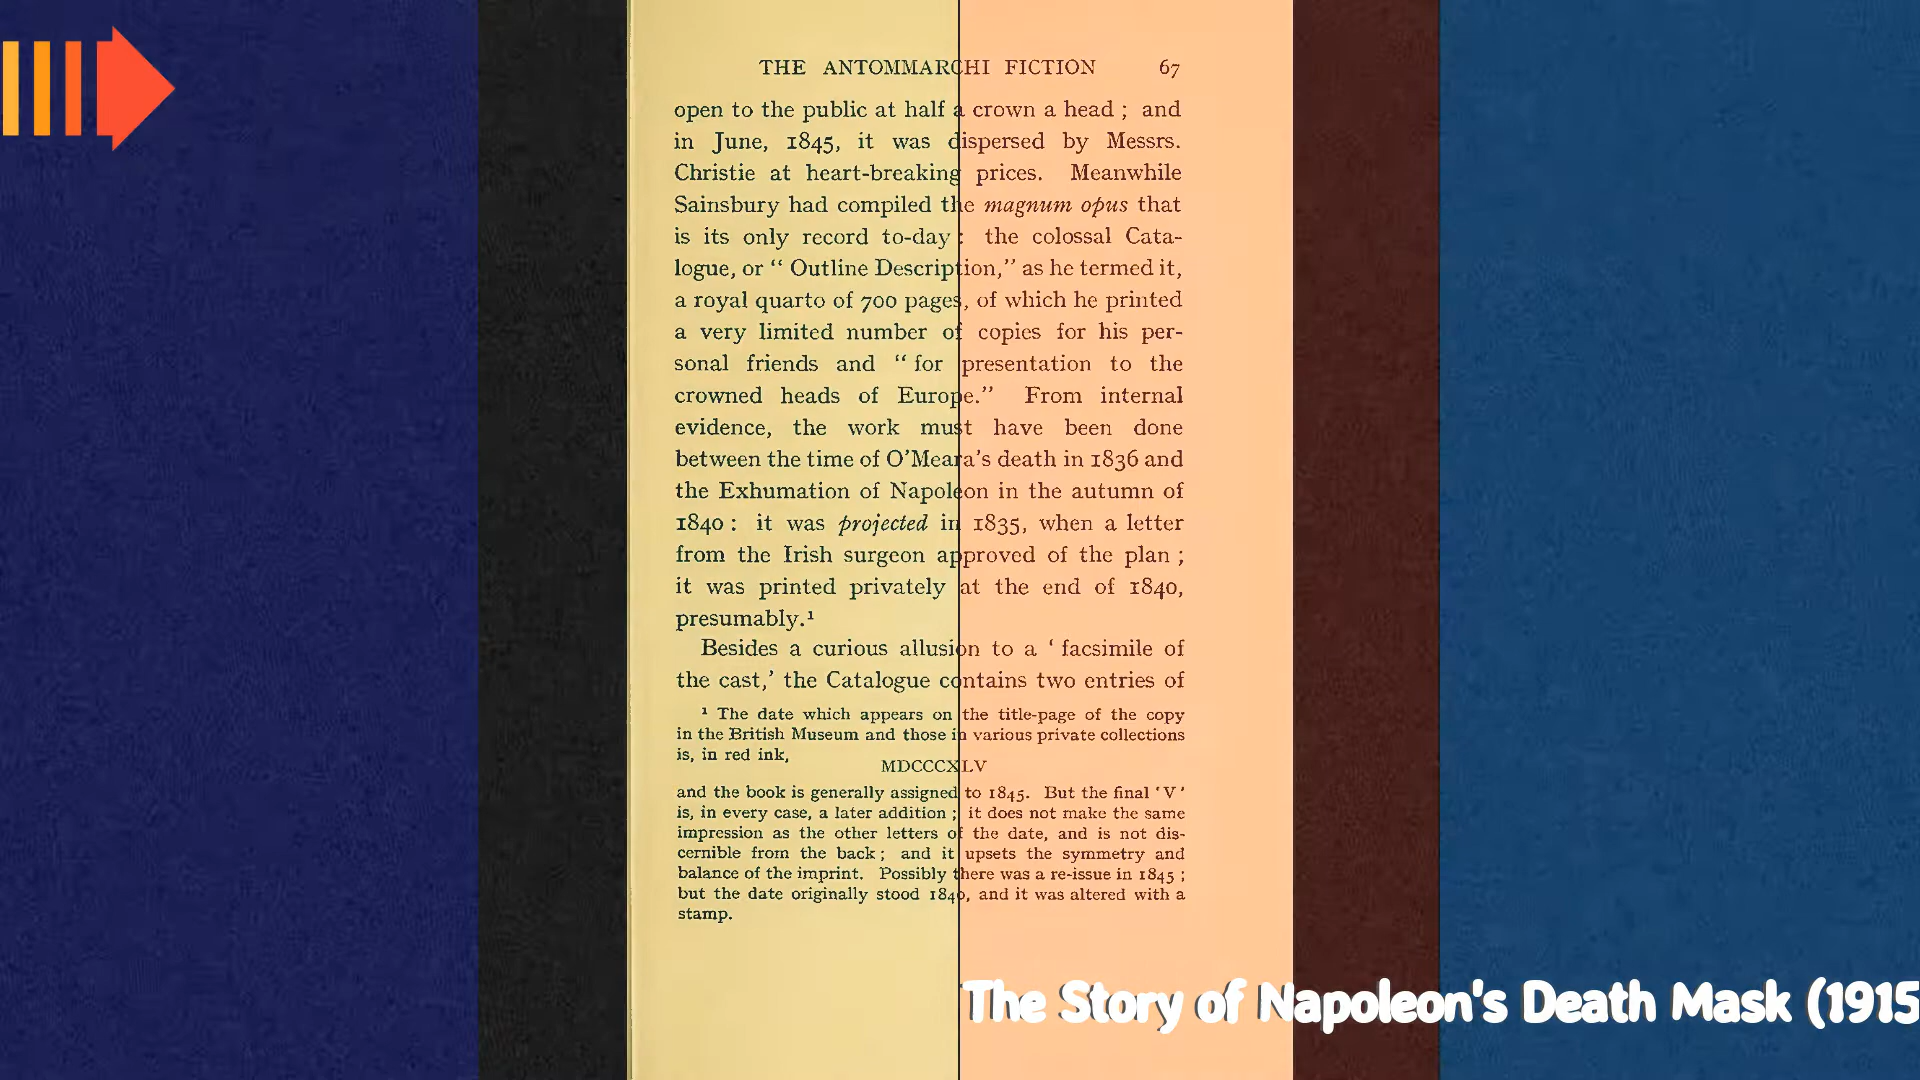 THE ANTOMMARCHI FICTION 67
open to the public at half a crown a head ; and
in June, 1845, it was dispersed by Messrs.
Christie at heart-breaking prices. Meanwhile
Sainsbury had compiled the magnum opus that
is its only record to-day : the colossal Cata-
logue, or “ Outline Description,” as he termed it,
a royal quarto of 700 pages, of which he printed
a very limited number of copies for his per-
sonal friends and “ for presentation to the
crowned heads of Europe.” From internal
evidence, the work must have been done
between the time of O’Meara’s death in 1836 and
the Exhumation of Napoleon in the autumn of
1840 : it was projected in 1835, when a letter
from the Irish surgeon approved of the plan ;
it was printed privately at the end of 1840,
presumably.¹
Besides a curious allusion to a ‘ facsimile of
the cast,’ the Catalogue contains two entries of
¹ The date which appears on the title-page of the copy
in the British Museum and those in various private collections
is, in red ink,
MDCCCXLV
and the book is generally assigned to 1845. But the final ‘V’
is, in every case, a later addition ; it does not make the same
impression as the other letters of the date, and is not dis-
cernible from the back ; and it upsets the symmetry and
balance of the imprint. Possibly there was a re-issue in 1845 ;
but the date originally stood 1840, and it was altered with a
stamp.
The Story of Napoleon's Death Mask (1915